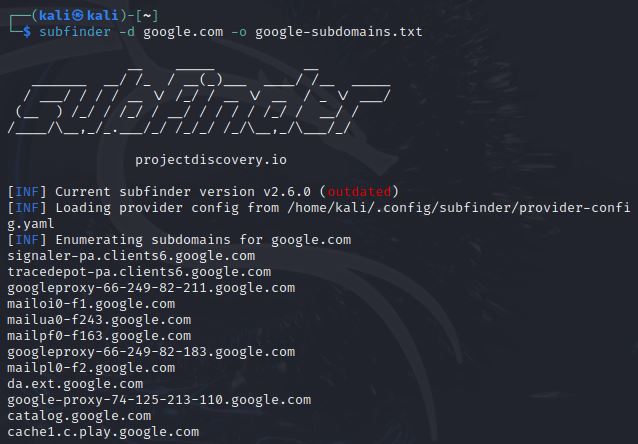 ┌──(kali㉿kali)-[~]
└─$ subfinder -d google.com -o google-subdomains.txt
subfinder
projectdiscovery.io
[INF] Current subfinder version v2.6.0 (outdated)
[INF] Loading provider config from /home/kali/.config/subfinder/provider-confi
g.yaml
[INF] Enumerating subdomains for google.com
signaler-pa.clients6.google.com
tracedepot-pa.clients6.google.com
googleproxy-66-249-82-211.google.com
mailoi0-f1.google.com
mailua0-f243.google.com
mailpf0-f163.google.com
googleproxy-66-249-82-183.google.com
mailpl0-f2.google.com
da.ext.google.com
google-proxy-74-125-213-110.google.com
catalog.google.com
cache1.c.play.google.com